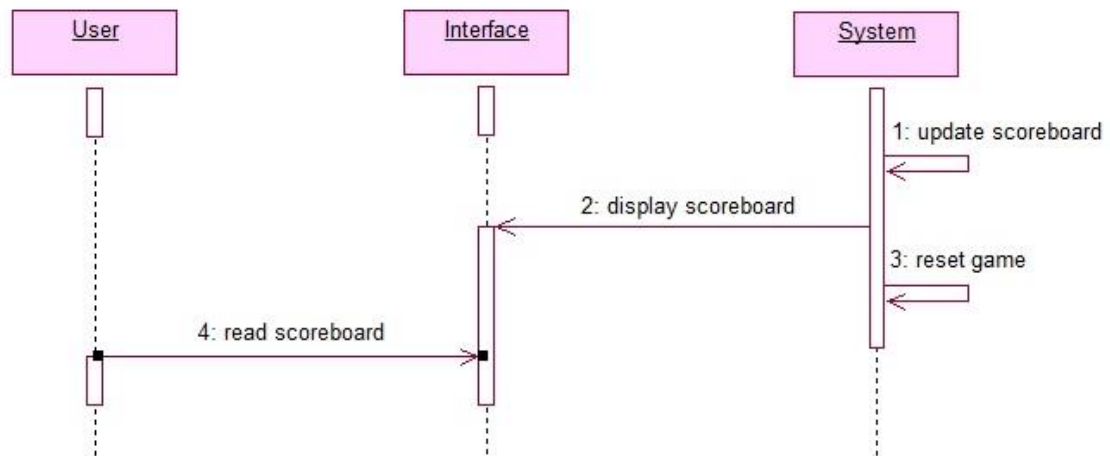 User
Interface
System
1: update scoreboard
2: display scoreboard
3: reset game
4: read scoreboard